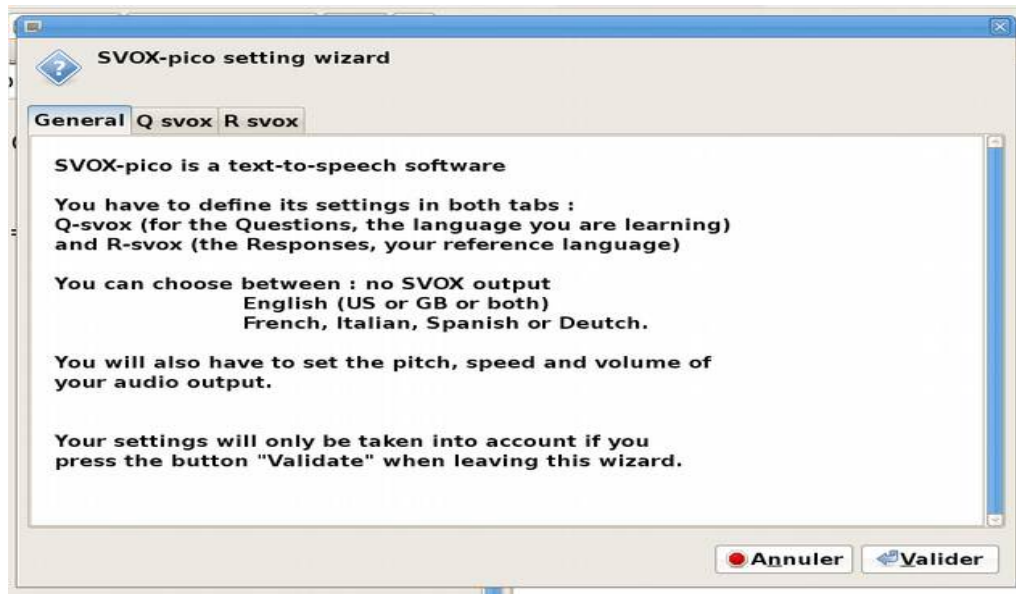 SVOX-pico setting wizard
General Q svox R svox
SVOX-pico is a text-to-speech software
You have to define its settings in both tabs :
Q-svox (for the Questions, the language you are learning)
and R-svox (the Responses, your reference language)
You can choose between : no SVOX output
English (US or GB or both)
French, Italian, Spanish or Deutch.
You will also have to set the pitch, speed and volume of
your audio output.
Your settings will only be taken into account if you
press the button "Validate" when leaving this wizard.
Annuler Valider